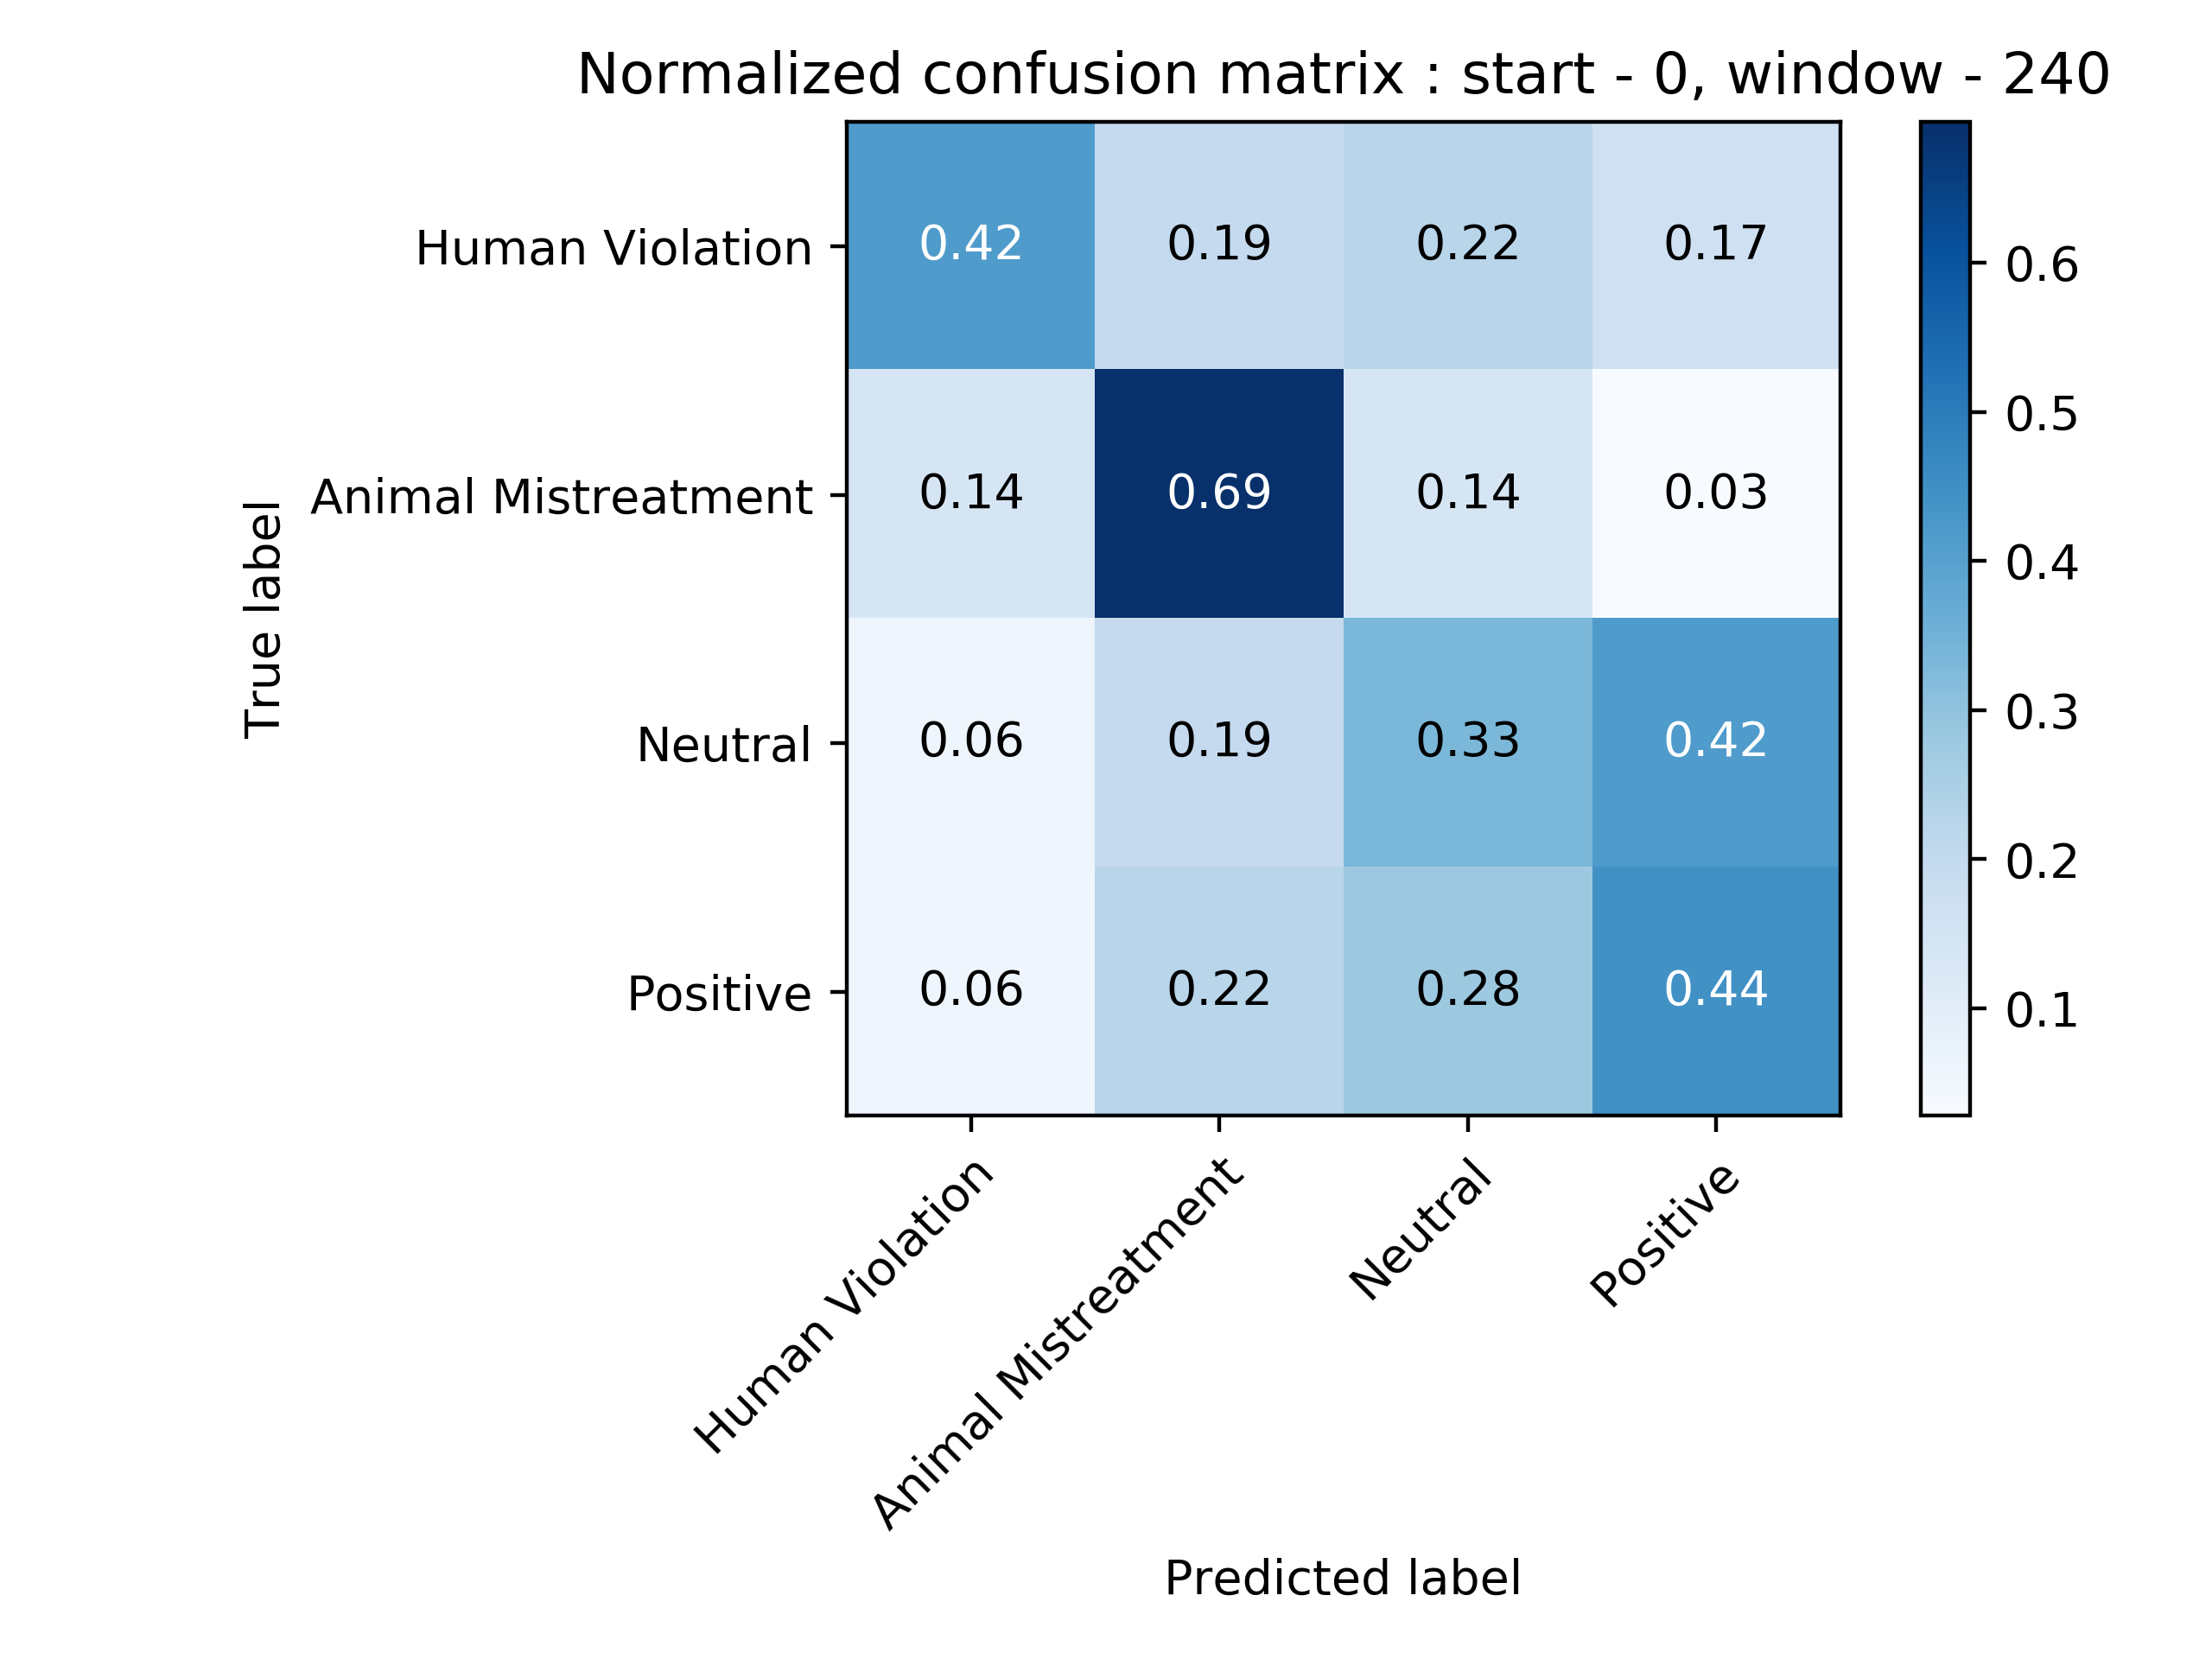 Normalized confusion matrix : start - 0, window - 240
True label
Human Violation
0.42 0.19 0.22 0.17
Animal Mistreatment
0.14 0.69 0.14 0.03
Neutral
0.06 0.19 0.33 0.42
Positive
0.06 0.22 0.28 0.44
Human Violation
Animal Mistreatment
Neutral
Positive
Predicted label
0.6
0.5
0.4
0.3
0.2
0.1